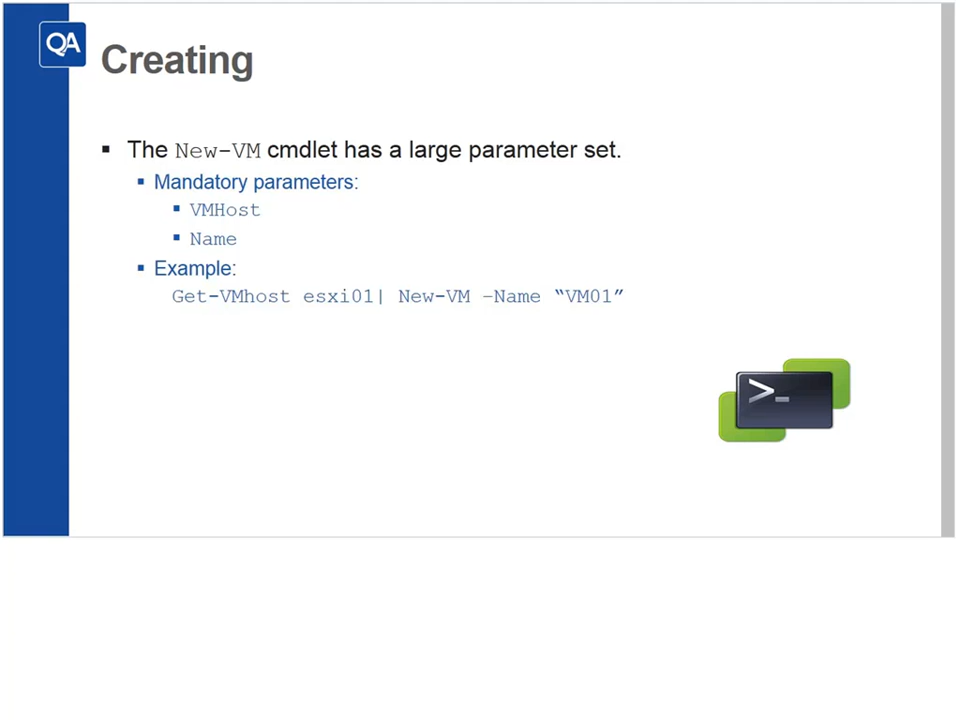 QA
Creating
▪ The New-VM cmdlet has a large parameter set.
▪ Mandatory parameters:
▪ VMHost
▪ Name
▪ Example:
Get-VMhost esxi01| New-VM –Name “VM01”
>_